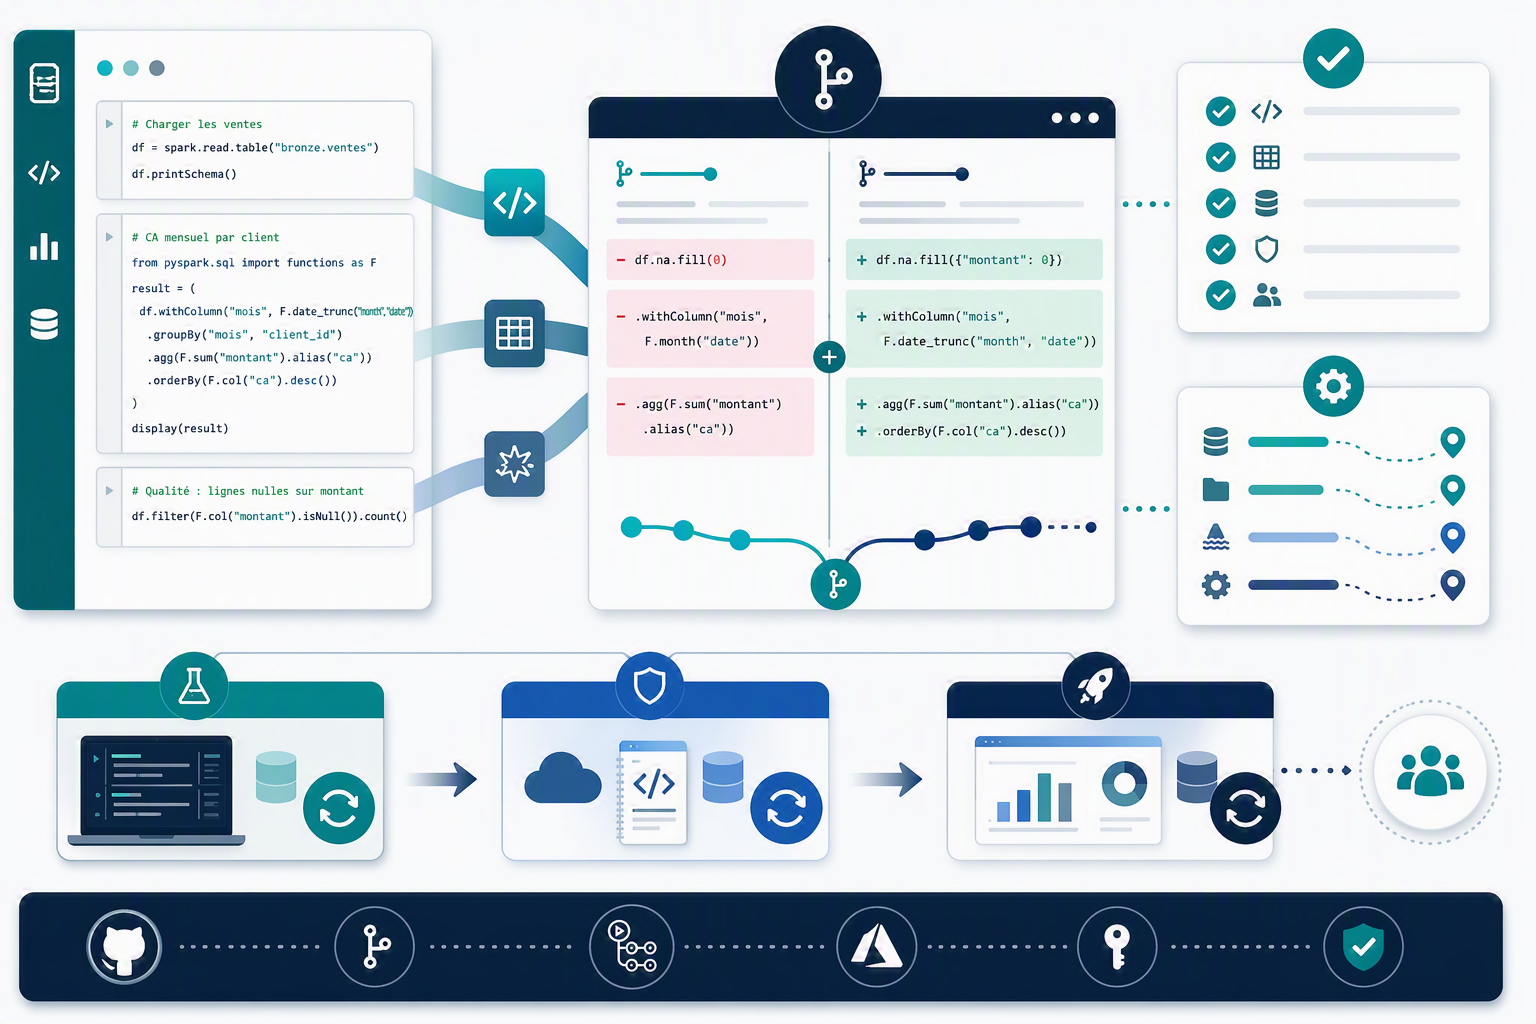 # Charger les ventes
df = spark.read.table("bronze.ventes")
df.printSchema()
# CA mensuel par client
from pyspark.sql import functions as F
result = (
df.withColumn("mois", F.date_trunc("month","date"))
.groupBy("mois", "client_id")
.agg(F.sum("montant").alias("ca"))
.orderBy(F.col("ca").desc())
)
display(result)
# Qualité : lignes nulles sur montant
df.filter(F.col("montant").isNull()).count()
</>
- df.na.fill(0)
- .withColumn("mois",
F.month("date"))
- .agg(F.sum("montant")
.alias("ca"))
+ df.na.fill({"montant": 0})
+ .withColumn("mois",
F.date_trunc("month", "date"))
+ .agg(F.sum("montant").alias("ca"))
+ .orderBy(F.col("ca").desc())